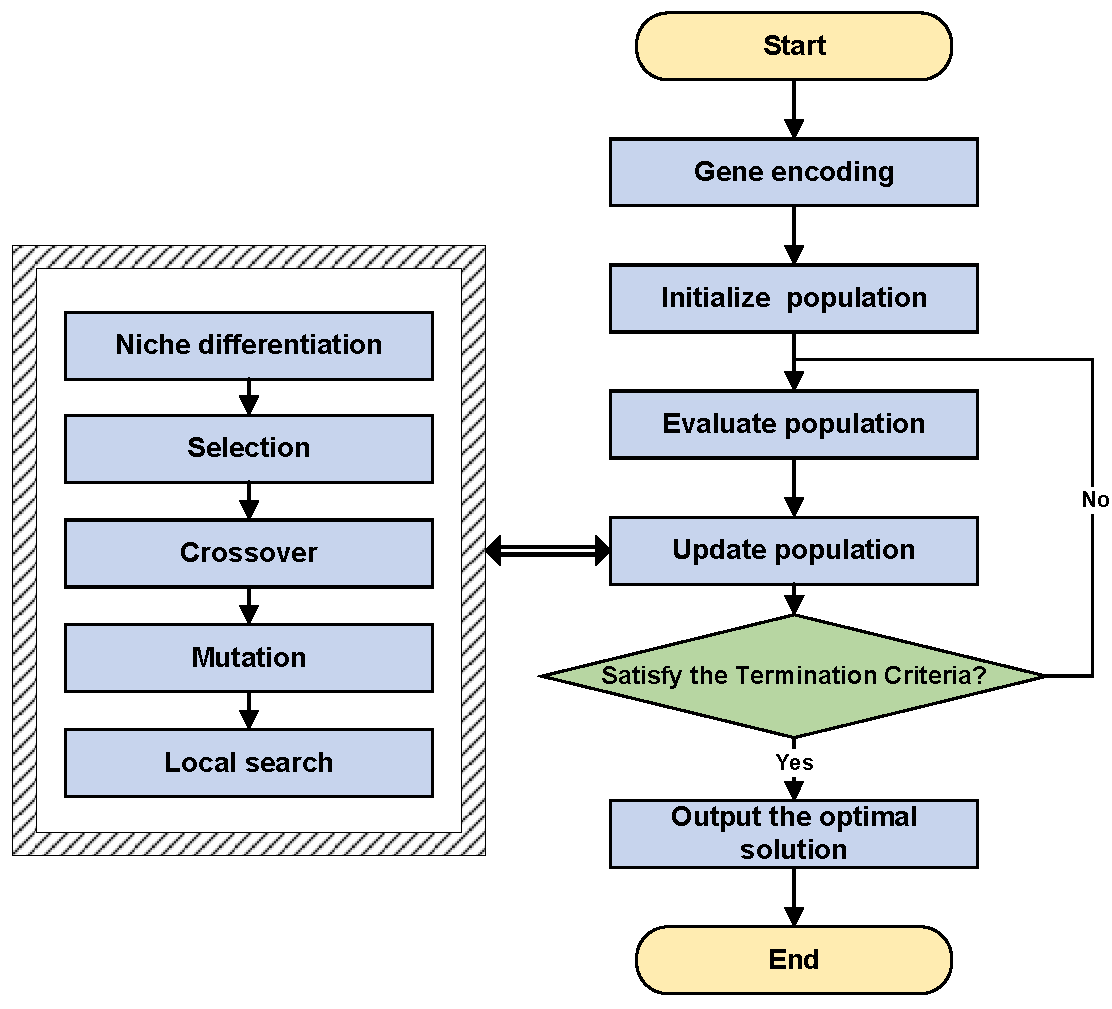 Start
Gene encoding
Initialize population
Evaluate population
Update population
Satisfy the Termination Criteria?
No
Yes
Output the optimal
solution
End
Niche differentiation
Selection
Crossover
Mutation
Local search